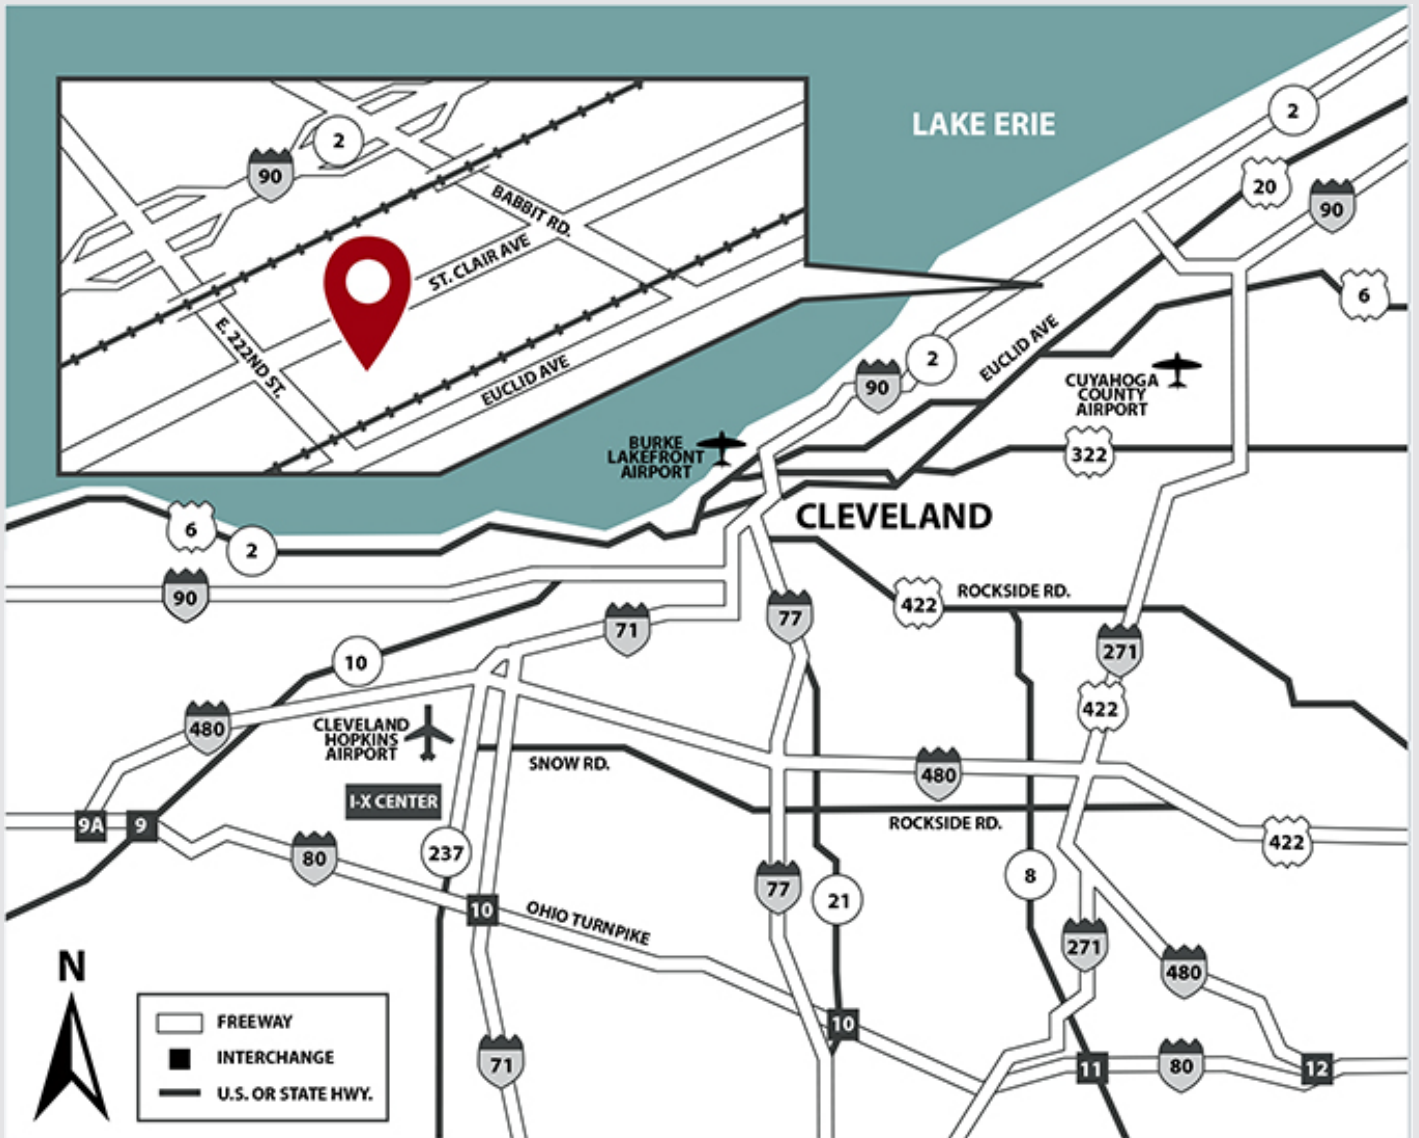 LAKE ERIE
2
20
90
6
2
90
BABBIT RD.
ST. CLAIR AVE
E. 222ND ST.
EUCLID AVE
2
90
EUCLID AVE
CUYAHOGA
COUNTY
AIRPORT
BURKE
LAKEFRONT
AIRPORT
322
CLEVELAND
6
2
90
71
77
422
ROCKSIDE RD.
271
10
422
480
CLEVELAND
HOPKINS
AIRPORT
SNOW RD.
480
I-X CENTER
9A
9
ROCKSIDE RD.
422
80
237
77
21
8
10
OHIO TURNPIKE
271
480
N
10
FREEWAY
INTERCHANGE
U.S. OR STATE HWY.
71
11
80
12